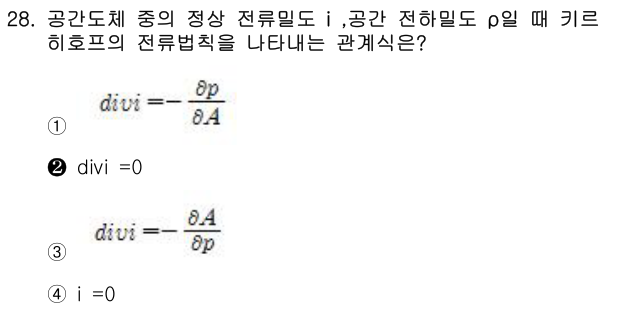 28. 공간도체 중의 정상 전류밀도 i ,공간 전하밀도 ρ일 때 키르
히호프의 전류법칙을 나타내는 관계식은?
① divi = - ∂p/∂A
❷ divi =0
③ divi = - ∂A/∂p
④ i =0